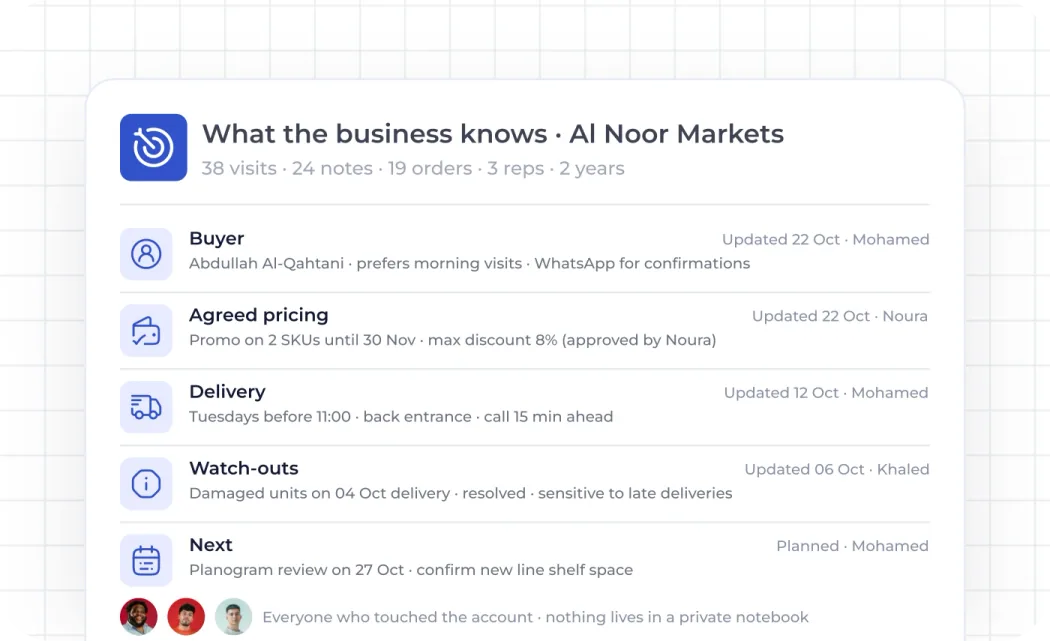 What the business knows · Al Noor Markets
38 visits · 24 notes · 19 orders · 3 reps · 2 years
Buyer
Updated 22 Oct · Mohamed
Abdullah Al-Qahtani · prefers morning visits · WhatsApp for confirmations
Agreed pricing
Updated 22 Oct · Noura
Promo on 2 SKUs until 30 Nov · max discount 8% (approved by Noura)
Delivery
Updated 12 Oct · Mohamed
Tuesdays before 11:00 · back entrance · call 15 min ahead
Watch-outs
Updated 06 Oct · Khaled
Damaged units on 04 Oct delivery · resolved · sensitive to late deliveries
Next
Planned · Mohamed
Planogram review on 27 Oct · confirm new line shelf space
Everyone who touched the account · nothing lives in a private notebook